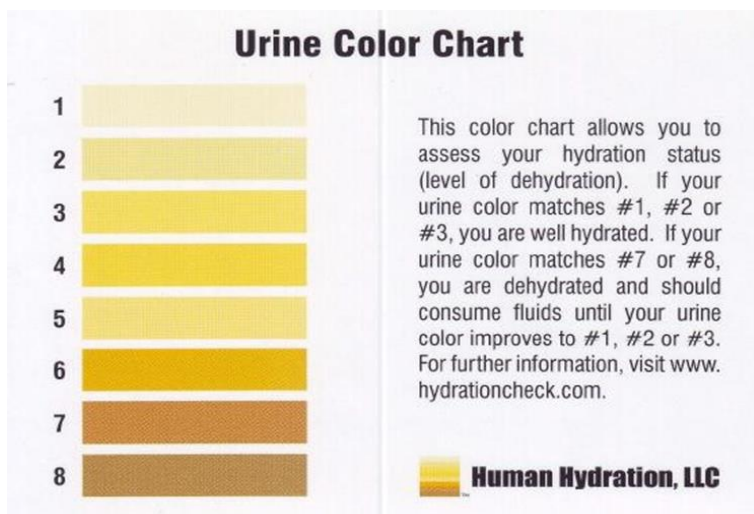 Urine Color Chart
1
2
3
4
5
6
7
8
This color chart allows you to
assess your hydration status
(level of dehydration). If your
urine color matches #1, #2 or
#3, you are well hydrated. If your
urine color matches #7 or #8,
you are dehydrated and should
consume fluids until your urine
color improves to #1, #2 or #3.
For further information, visit www.
hydrationcheck.com.
Human Hydration, LLC